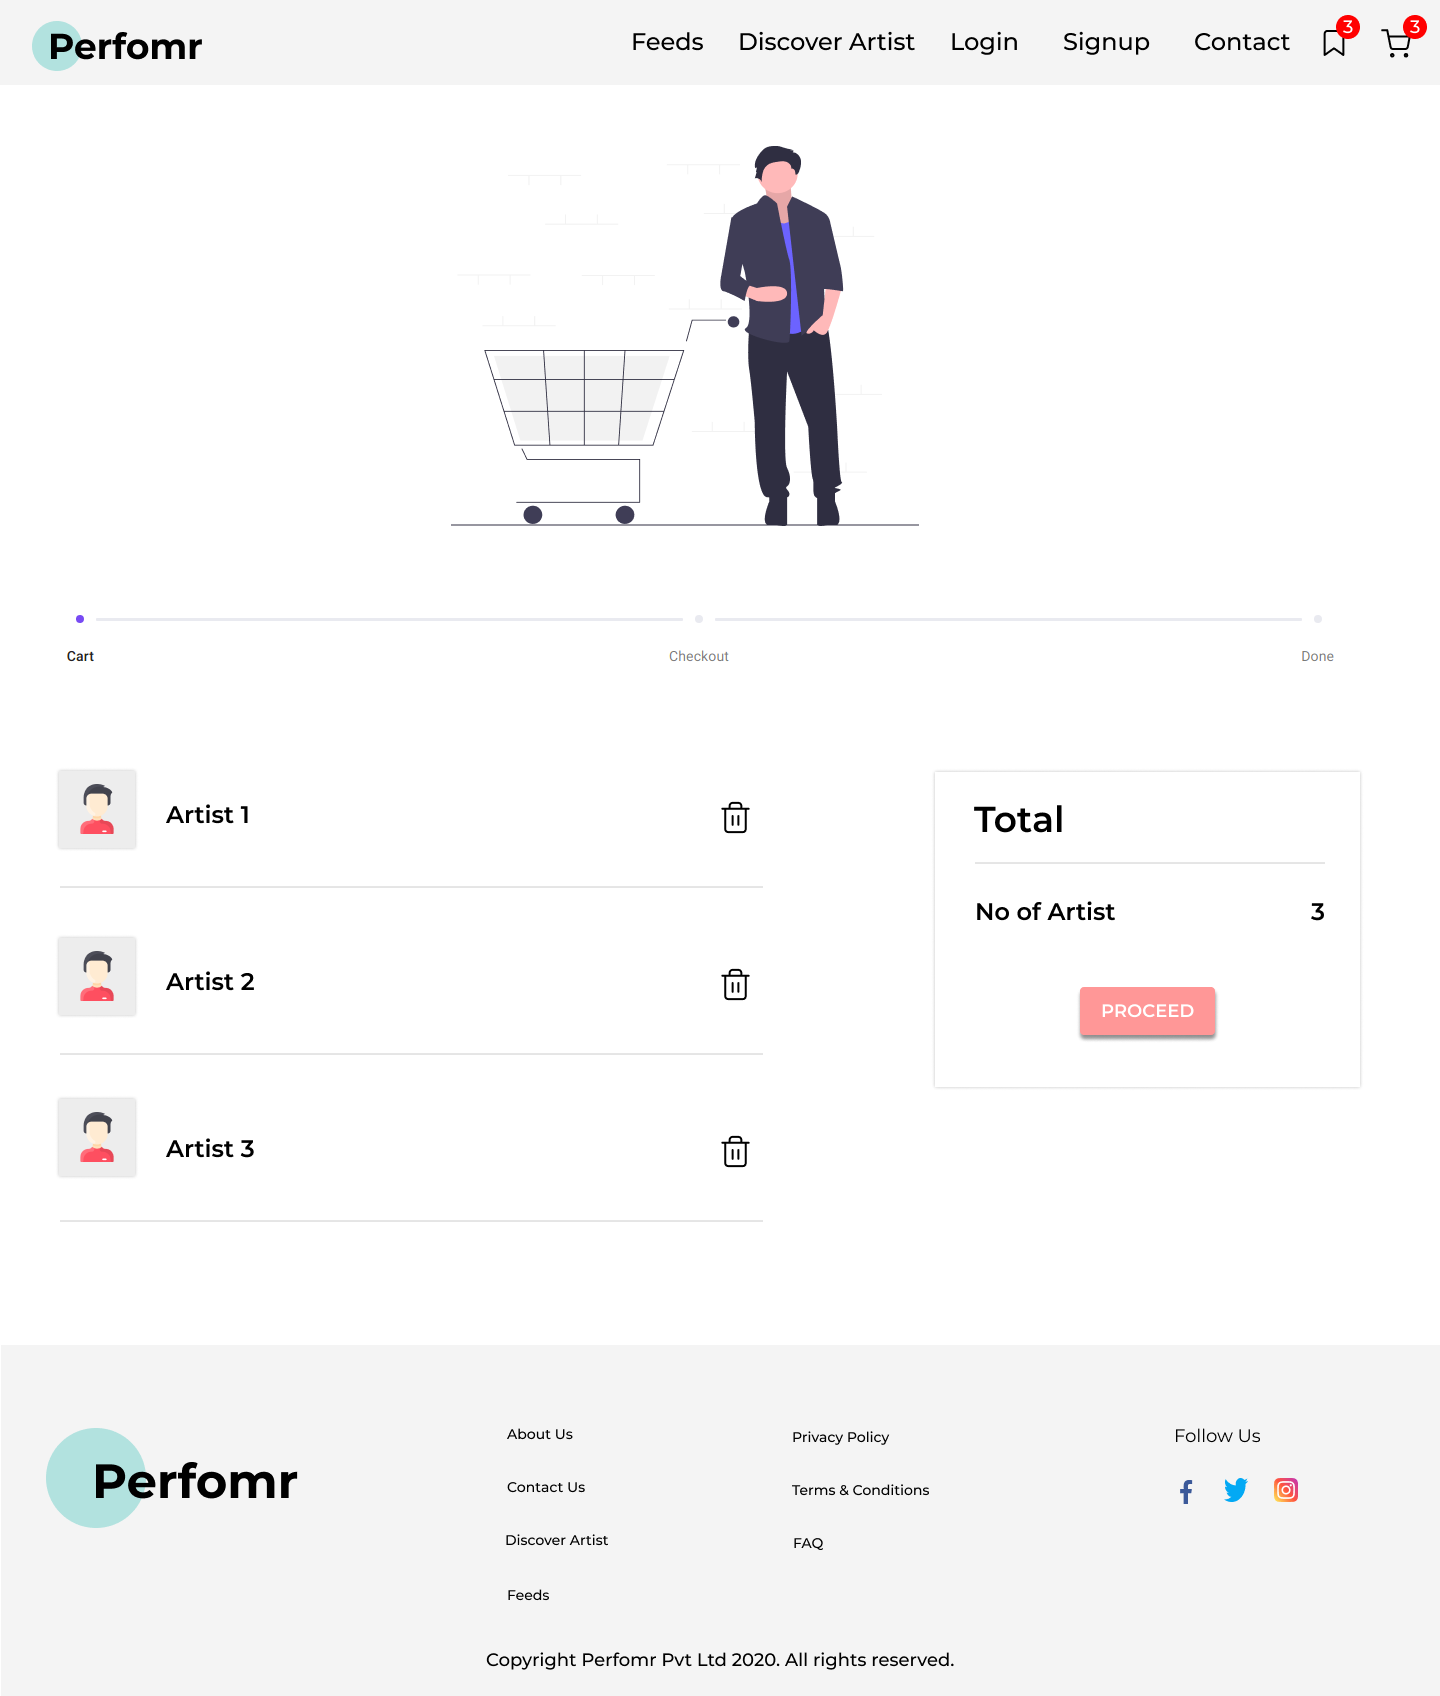 Perfomr
Feeds Discover Artist Login Signup Contact 3 3
Cart Checkout Done
Artist 1
Artist 2
Artist 3
Total
No of Artist 3
PROCEED
Perfomr
About Us
Contact Us
Discover Artist
Feeds
Privacy Policy
Terms & Conditions
FAQ
Follow Us
Copyright Perfomr Pvt Ltd 2020. All rights reserved.